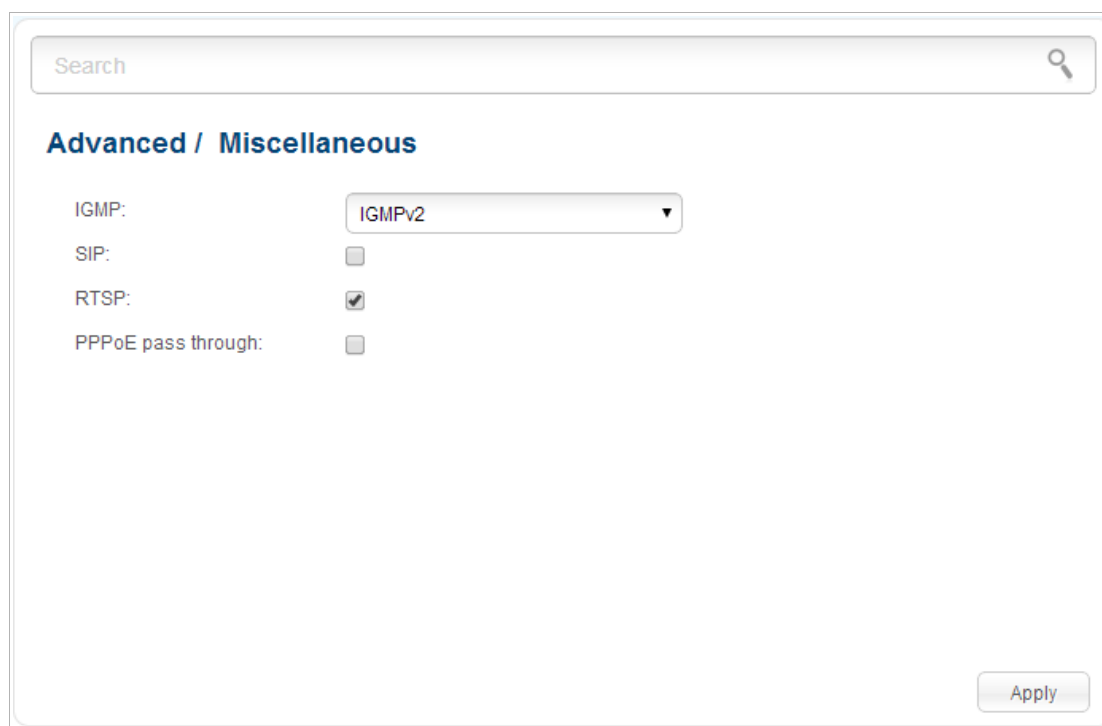 Search
Advanced / Miscellaneous
IGMP: IGMPv2
SIP:
RTSP:
PPPoE pass through:
Apply